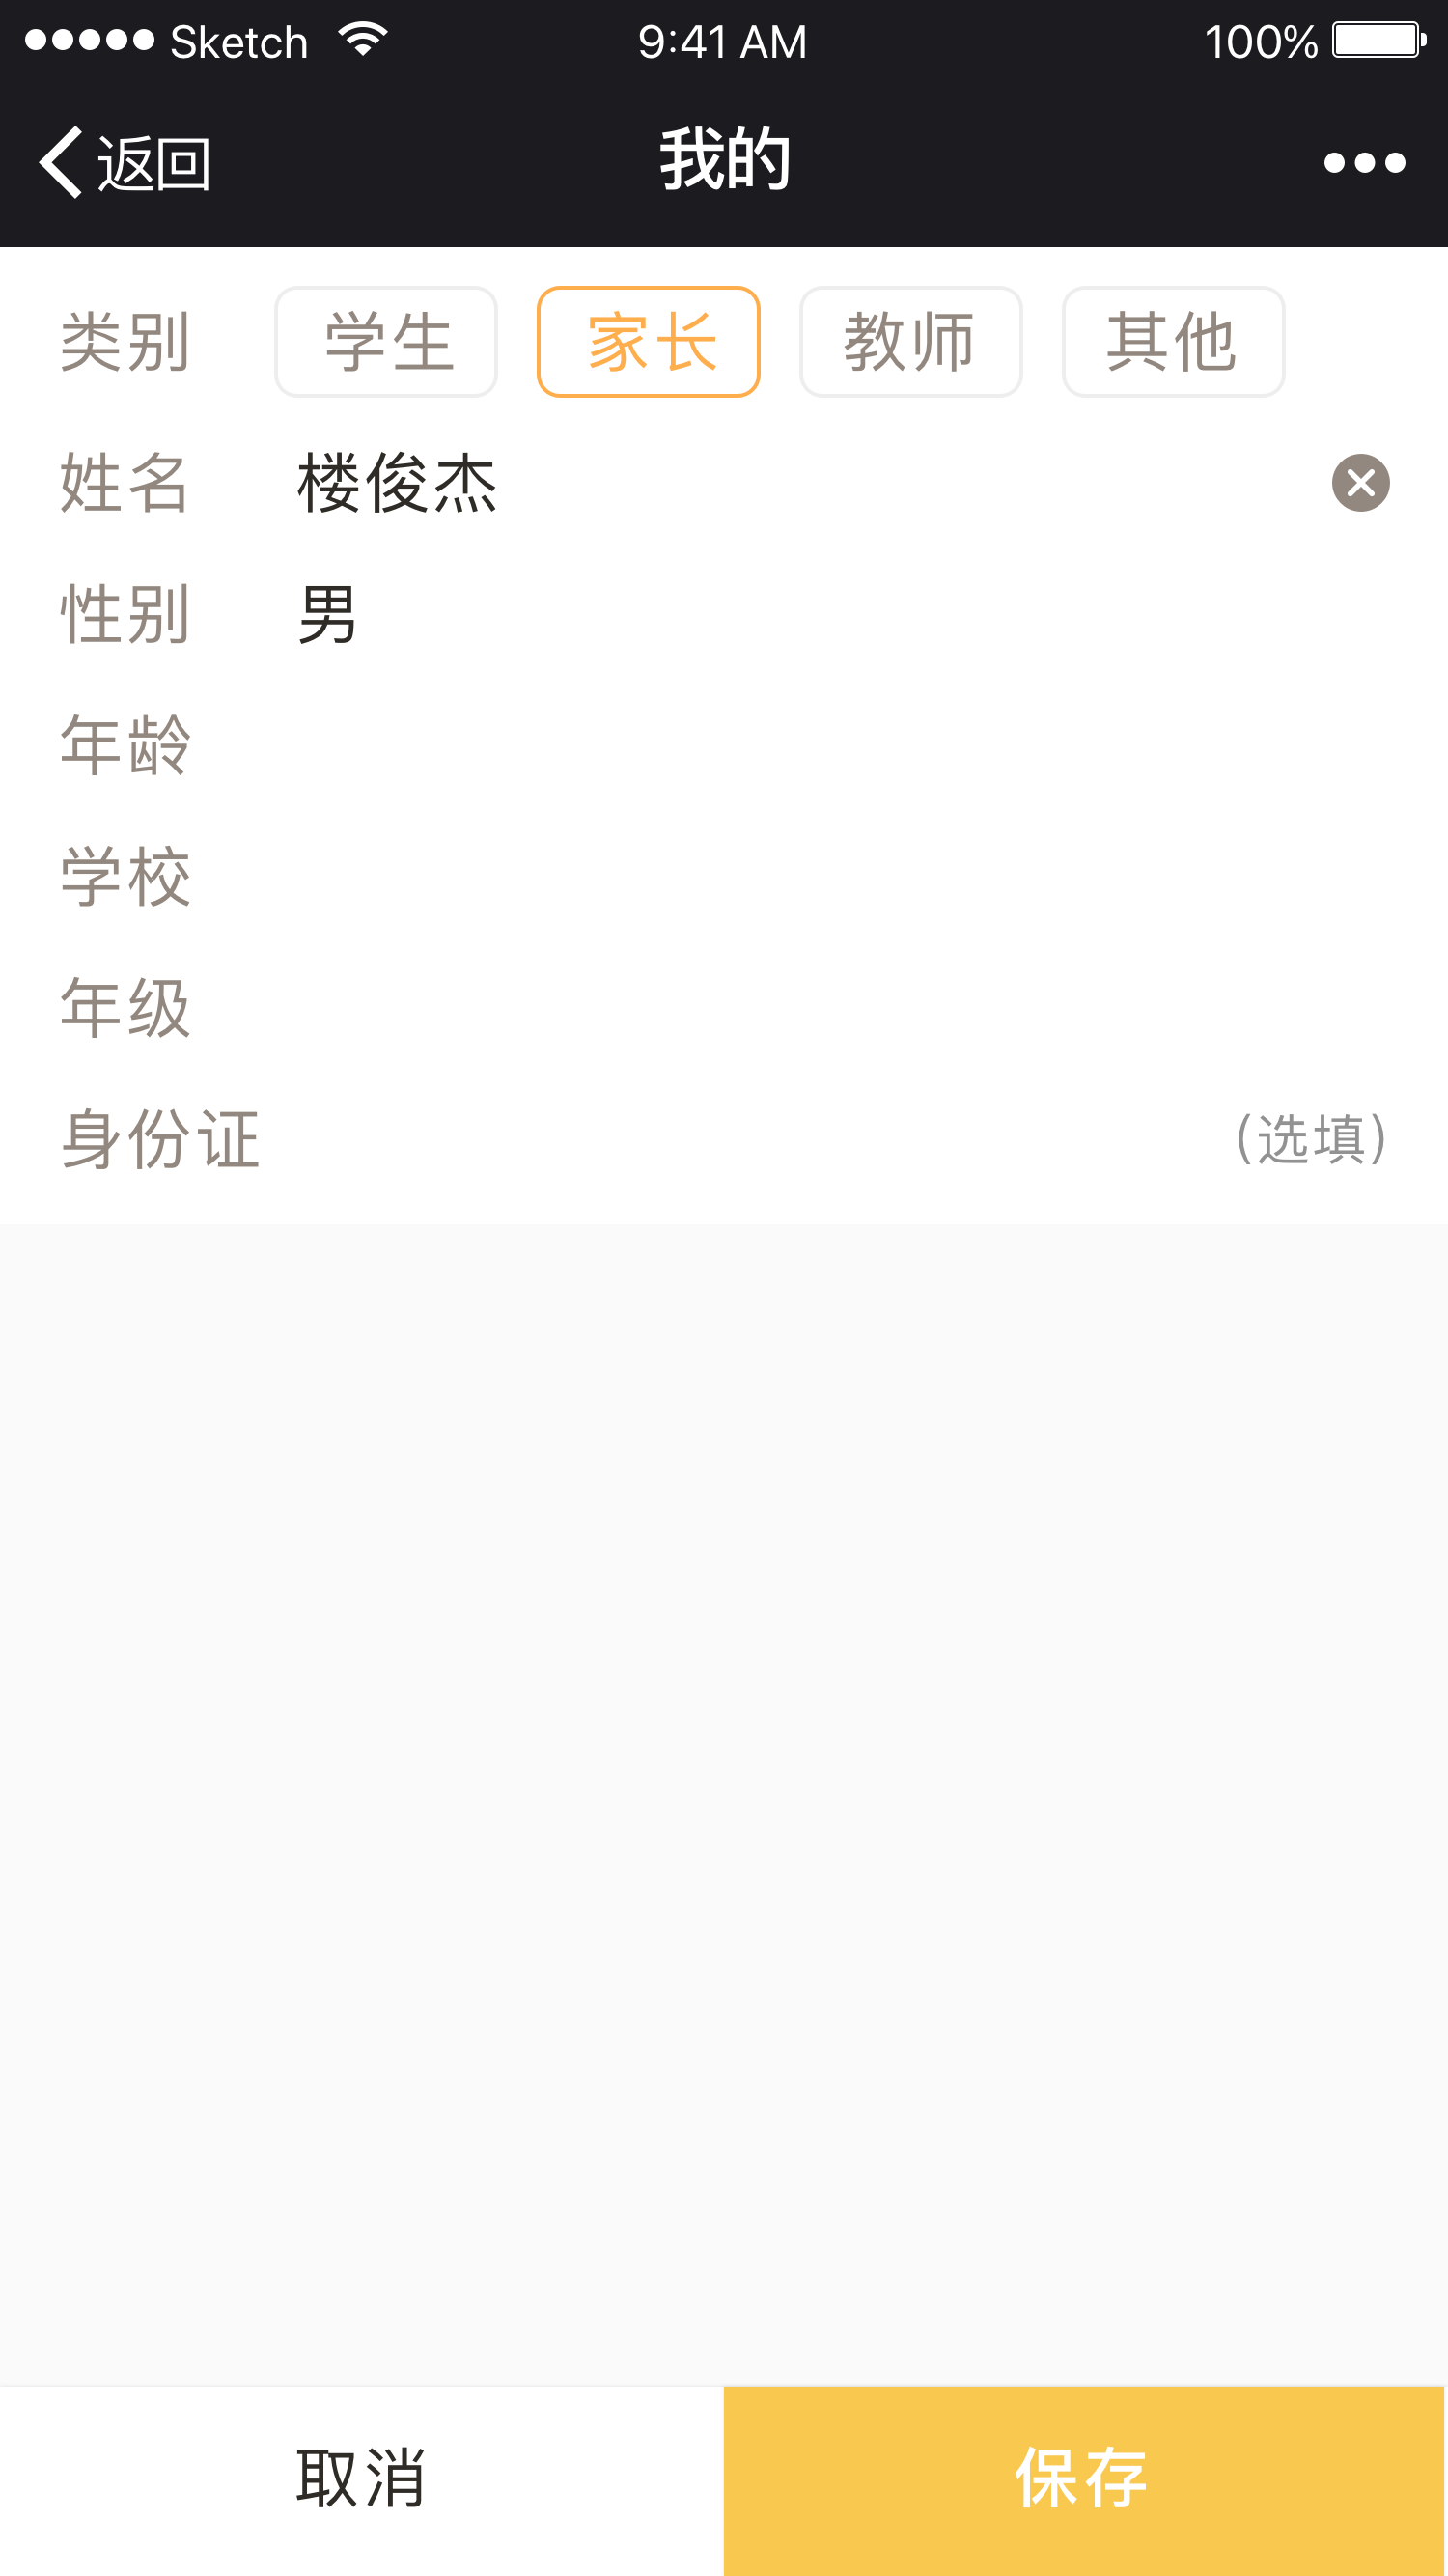 Sketch 9:41 AM 100%
返回 我的
类别 学生 家长 教师 其他
姓名 楼俊杰
性别 男
年龄
学校
年级
身份证 (选填)
取消 保存